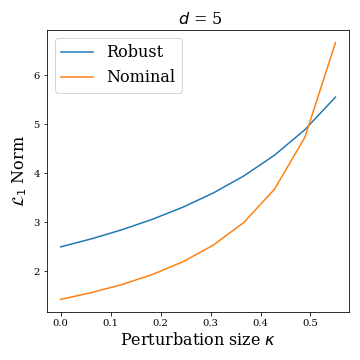 d = 5
Robust
Nominal
6
5
4
3
2
ℒ₁ Norm
0.0 0.1 0.2 0.3 0.4 0.5
Perturbation size κ